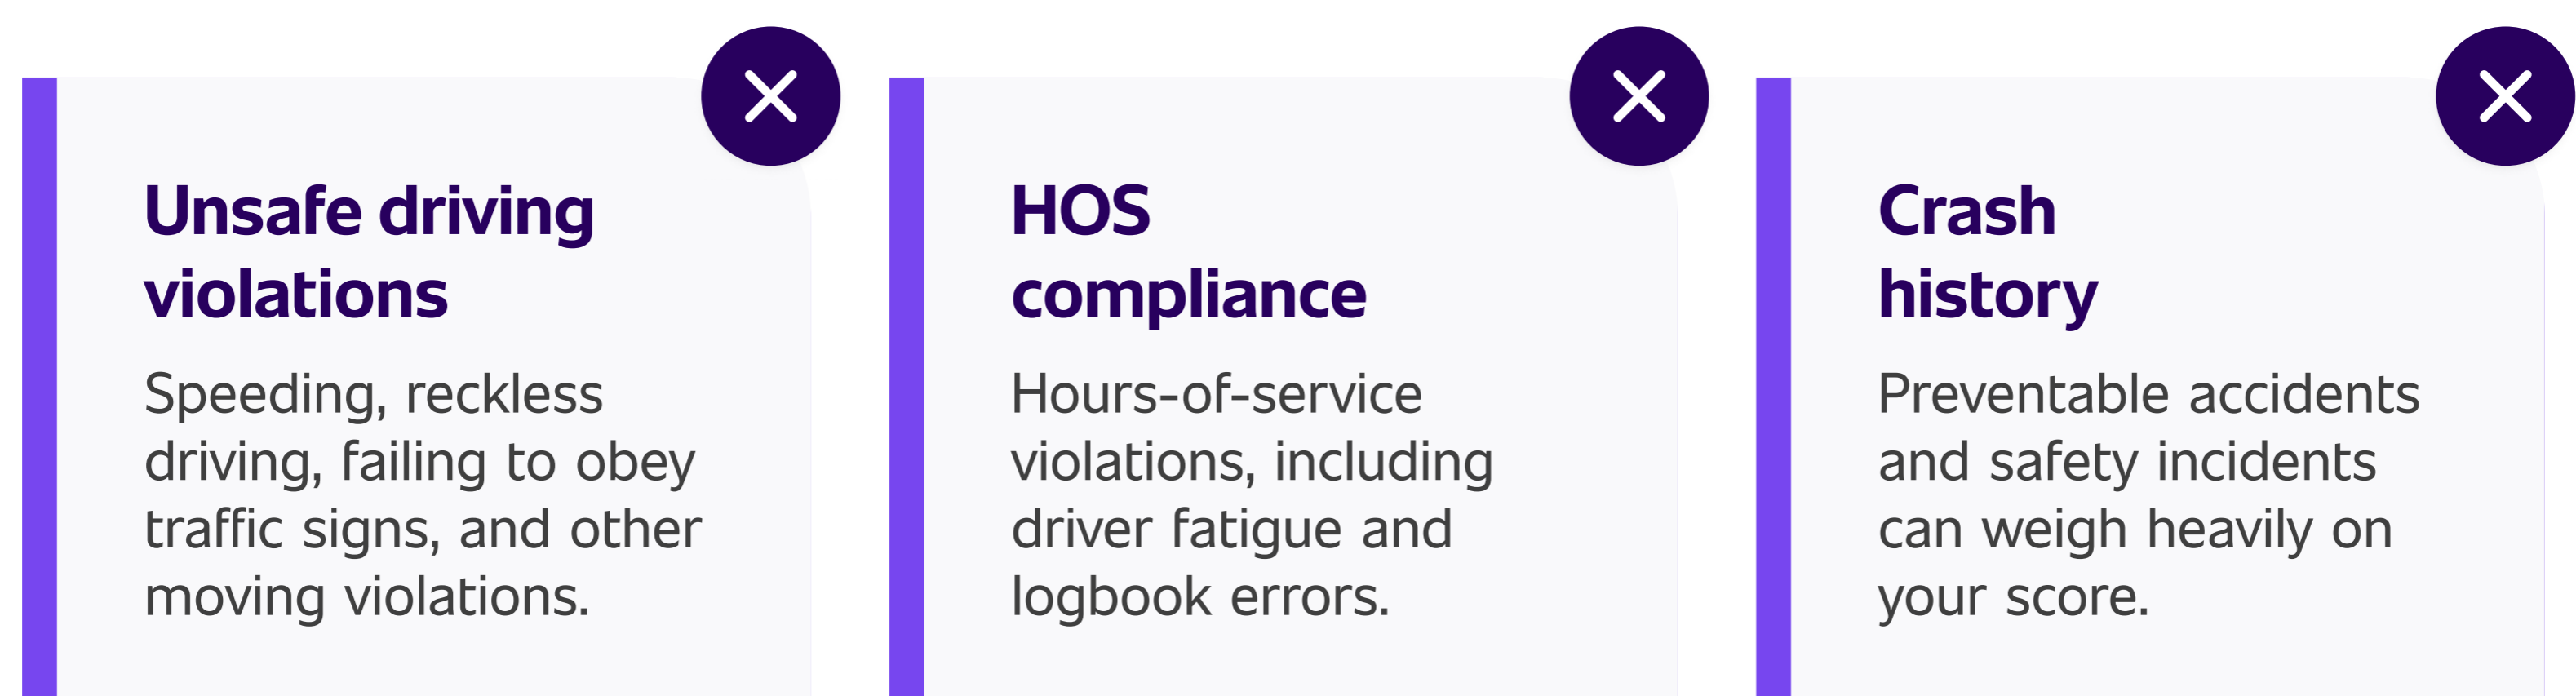 Unsafe driving
violations
Speeding, reckless
driving, failing to obey
traffic signs, and other
moving violations.
HOS
compliance
Hours-of-service
violations, including
driver fatigue and
logbook errors.
Crash
history
Preventable accidents
and safety incidents
can weigh heavily on
your score.